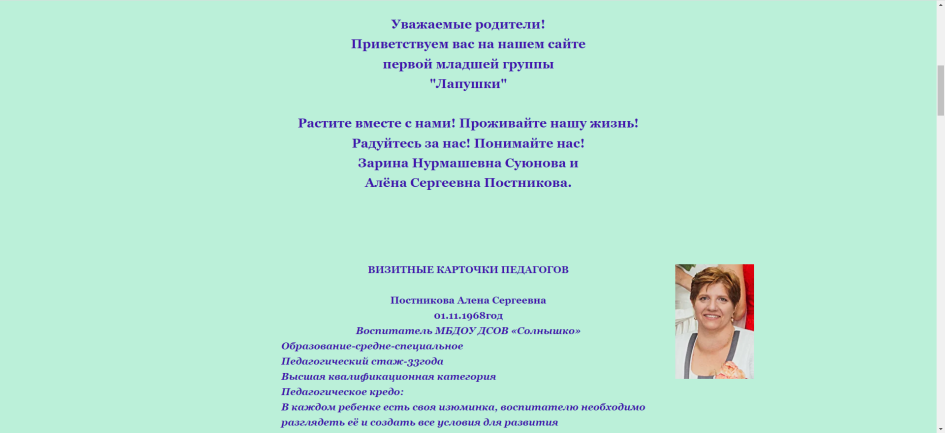 Уважаемые родители!
Приветствуем вас на нашем сайте
первой младшей группы
"Лапушки"
Растите вместе с нами! Проживайте нашу жизнь!
Радуйтесь за нас! Понимайте нас!
Зарина Нурмашевна Суюнова и
Алёна Сергеевна Постникова.
ВИЗИТНЫЕ КАРТОЧКИ ПЕДАГОГОВ
Постникова Алена Сергеевна
01.11.1968год
Воспитатель МБДОУ ДСОВ «Солнышко»
Образование-средне-специальное
Педагогический стаж-33года
Высшая квалификационная категория
Педагогическое кредо:
В каждом ребенке есть своя изюминка, воспитателю необходимо
разглядеть её и создать все условия для развития